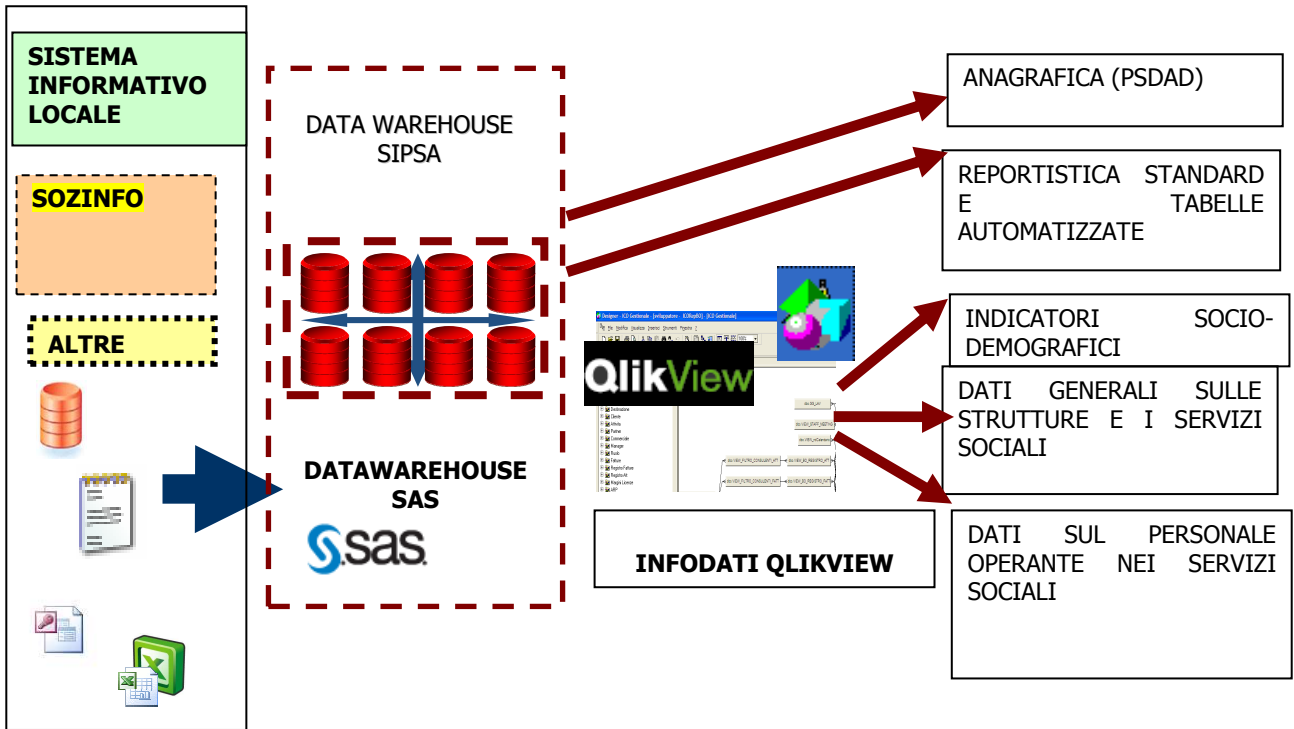 SISTEMA
INFORMATIVO
LOCALE
SOZINFO
ALTRE
DATA WAREHOUSE
SIPSA
DATAWAREHOUSE
SAS
sas
QlikView
INFODATI QLIKVIEW
ANAGRAFICA (PSDAD)
REPORTISTICA STANDARD
E TABELLE
AUTOMATIZZATE
INDICATORI SOCIO-
DEMOGRAFICI
DATI GENERALI SULLE
STRUTTURE E I SERVIZI
SOCIALI
DATI SUL PERSONALE
OPERANTE NEI SERVIZI
SOCIALI